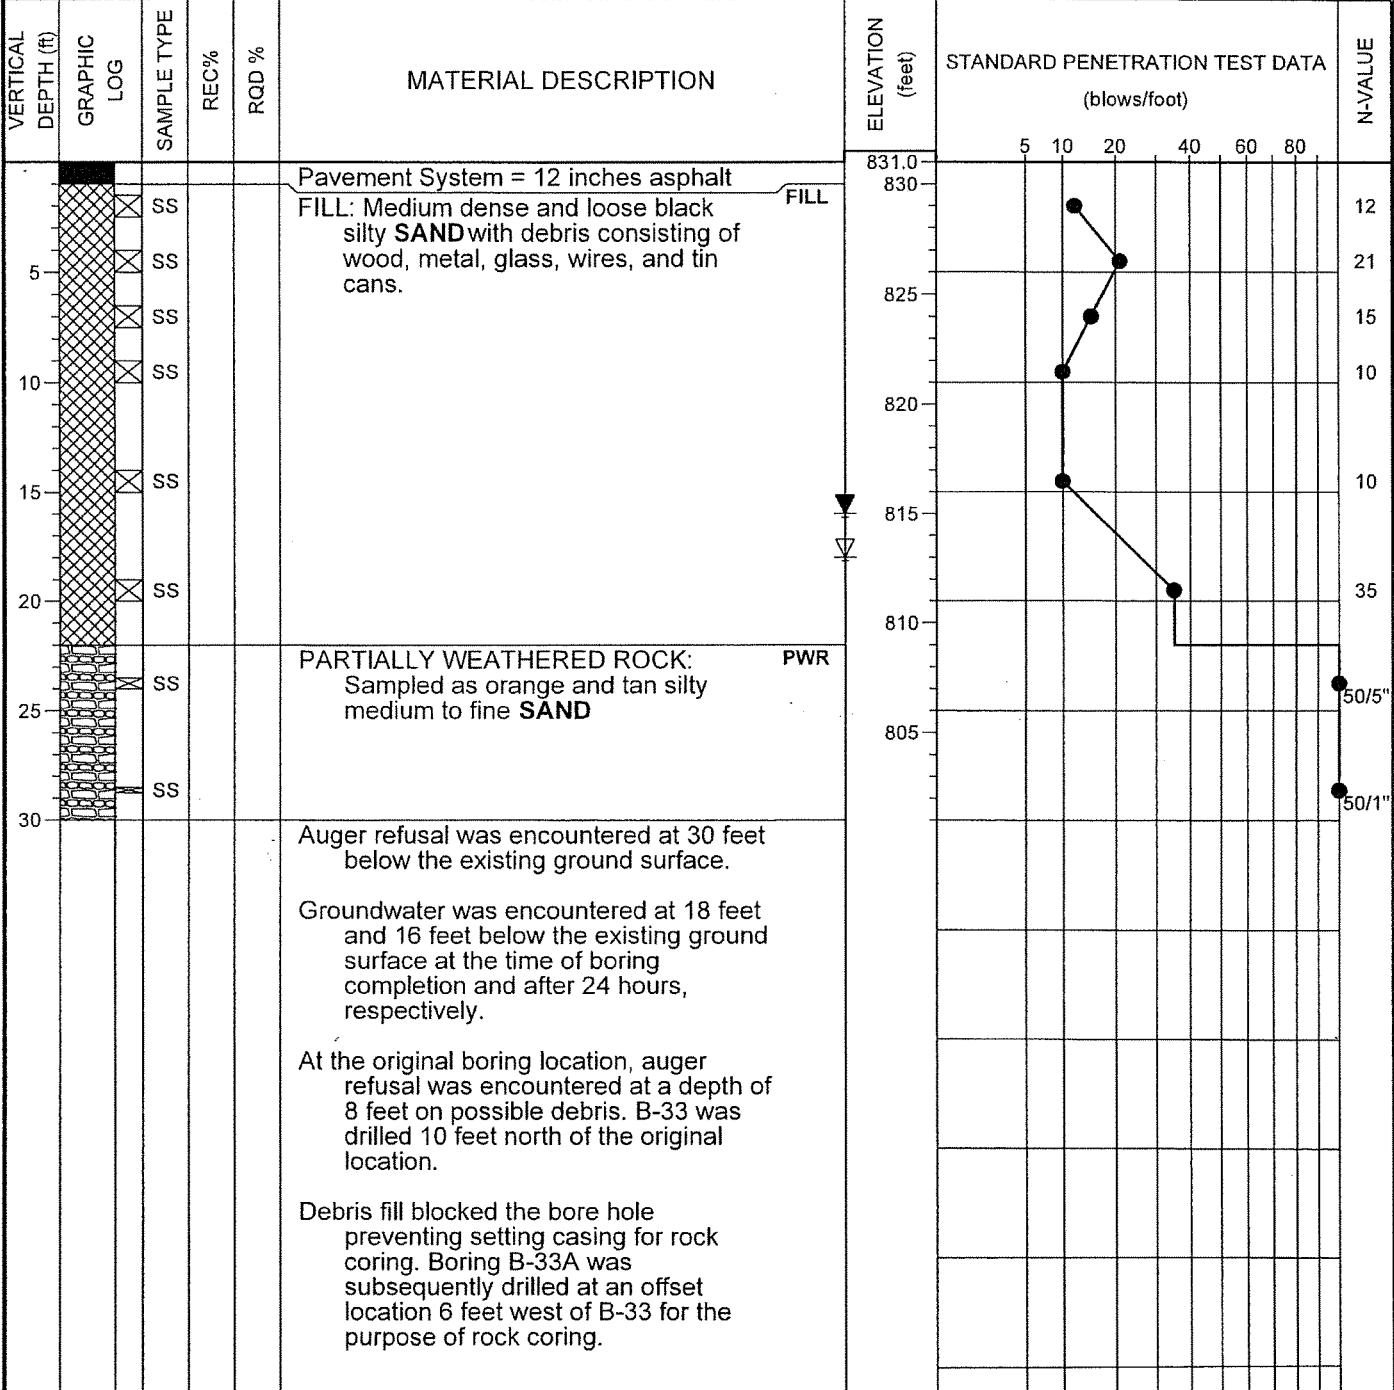 VERTICAL DEPTH (ft)
GRAPHIC LOG
SAMPLE TYPE
REC%
RQD %
MATERIAL DESCRIPTION
ELEVATION (feet)
STANDARD PENETRATION TEST DATA
(blows/foot)
N-VALUE
5 10 20 40 60 80
831.0
Pavement System = 12 inches asphalt
830
FILL
FILL: Medium dense and loose black
silty SAND with debris consisting of
wood, metal, glass, wires, and tin
cans.
SS
12
SS
21
5
825
SS
15
SS
10
10
820
SS
10
15
815
SS
35
20
810
PARTIALLY WEATHERED ROCK:
PWR
Sampled as orange and tan silty
medium to fine SAND
SS
50/5"
25
805
SS
50/1"
30
Auger refusal was encountered at 30 feet
below the existing ground surface.
Groundwater was encountered at 18 feet
and 16 feet below the existing ground
surface at the time of boring
completion and after 24 hours,
respectively.
At the original boring location, auger
refusal was encountered at a depth of
8 feet on possible debris. B-33 was
drilled 10 feet north of the original
location.
Debris fill blocked the bore hole
preventing setting casing for rock
coring. Boring B-33A was
subsequently drilled at an offset
location 6 feet west of B-33 for the
purpose of rock coring.